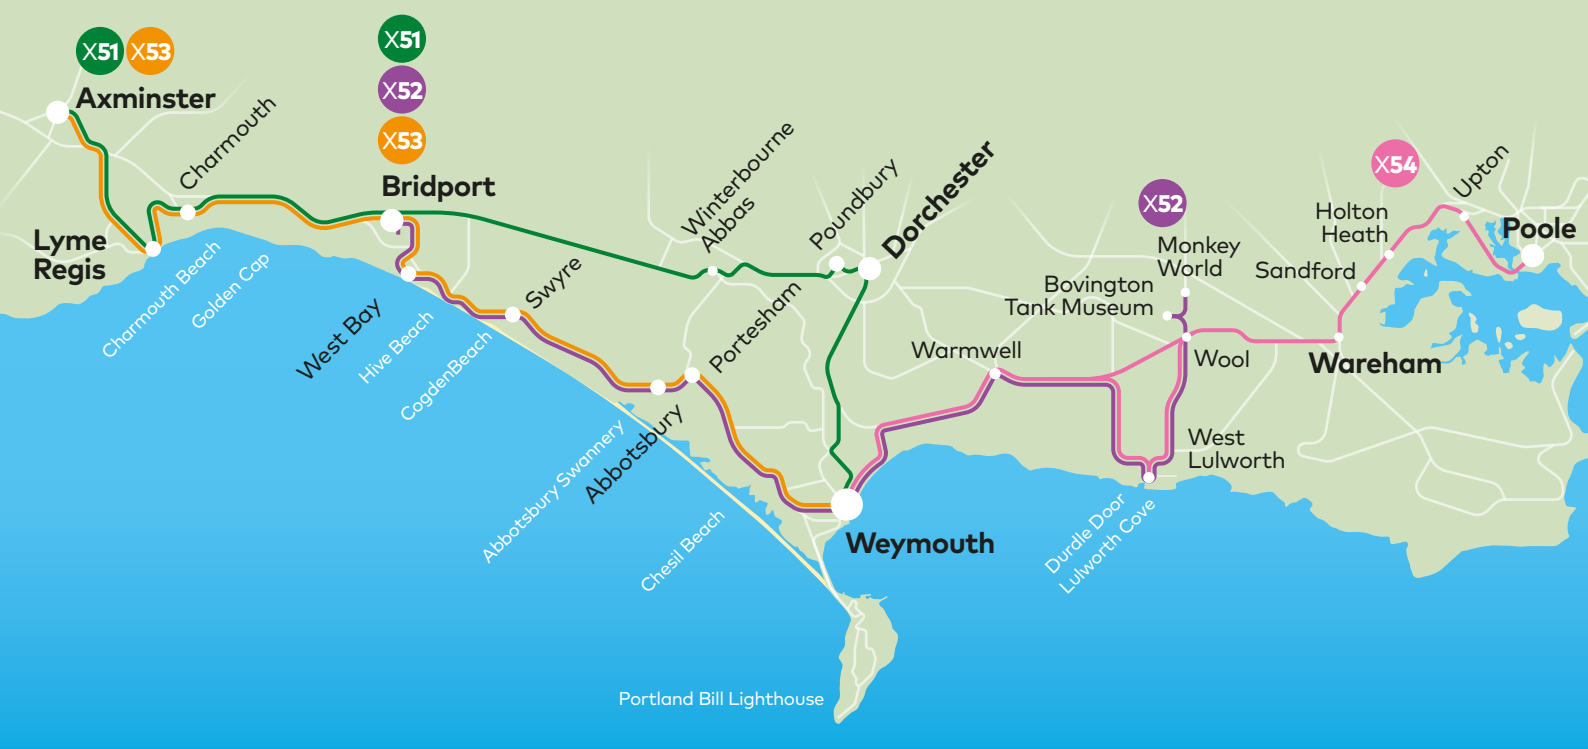 X51
X53
Axminster
Charmouth
Lyme
Regis
Charmouth Beach
Golden Cap
X51
X52
X53
Bridport
West Bay
Hive Beach
CogdenBeach
Swyre
Abbotsbury Swannery
Abbotsbury
Portesham
Chesil Beach
Winterbourne
Abbas
Poundbury
Dorchester
Weymouth
Portland Bill Lighthouse
Warmwell
X52
Monkey
World
Bovington
Tank Museum
Wool
West
Lulworth
Durdle Door
Lulworth Cove
X54
Holton
Heath
Sandford
Wareham
Upton
Poole